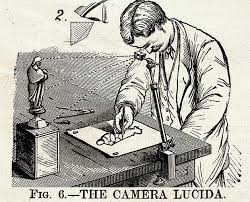 2.
FIG. 6.—THE CAMERA LUCIDA.